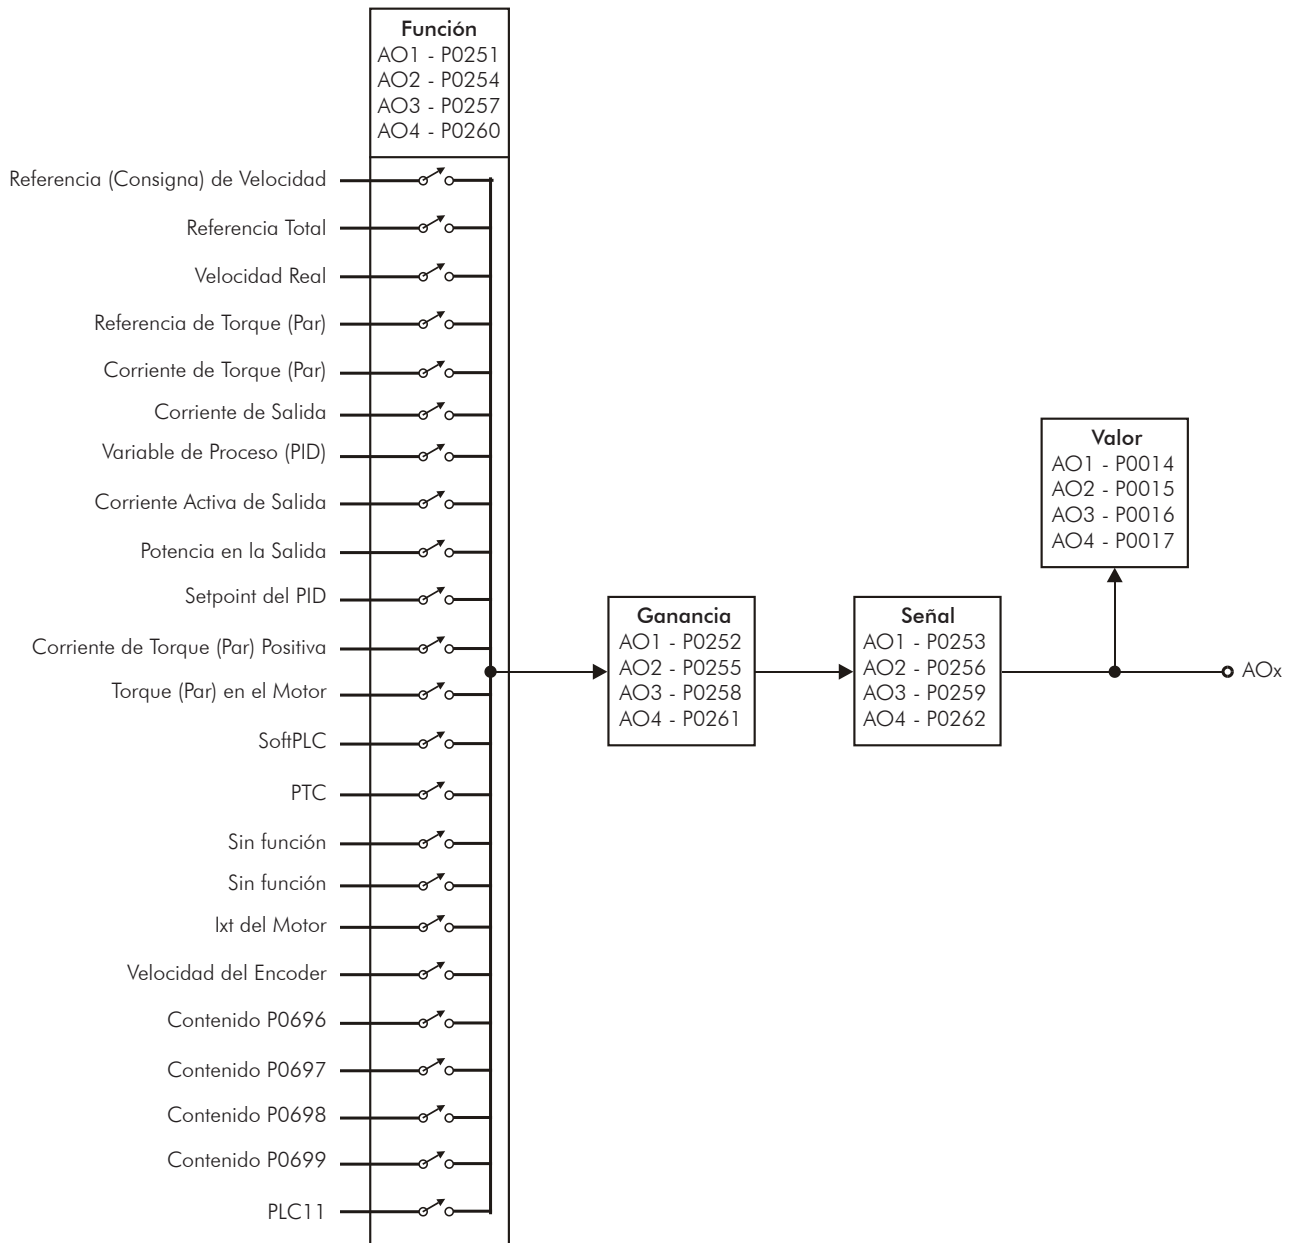 Función
AO1 - P0251
AO2 - P0254
AO3 - P0257
AO4 - P0260
Referencia (Consigna) de Velocidad
Referencia Total
Velocidad Real
Referencia de Torque (Par)
Corriente de Torque (Par)
Corriente de Salida
Variable de Proceso (PID)
Corriente Activa de Salida
Potencia en la Salida
Setpoint del PID
Corriente de Torque (Par) Positiva
Torque (Par) en el Motor
SoftPLC
PTC
Sin función
Sin función
Ixt del Motor
Velocidad del Encoder
Contenido P0696
Contenido P0697
Contenido P0698
Contenido P0699
PLC11
Ganancia
AO1 - P0252
AO2 - P0255
AO3 - P0258
AO4 - P0261
Señal
AO1 - P0253
AO2 - P0256
AO3 - P0259
AO4 - P0262
Valor
AO1 - P0014
AO2 - P0015
AO3 - P0016
AO4 - P0017
AOx